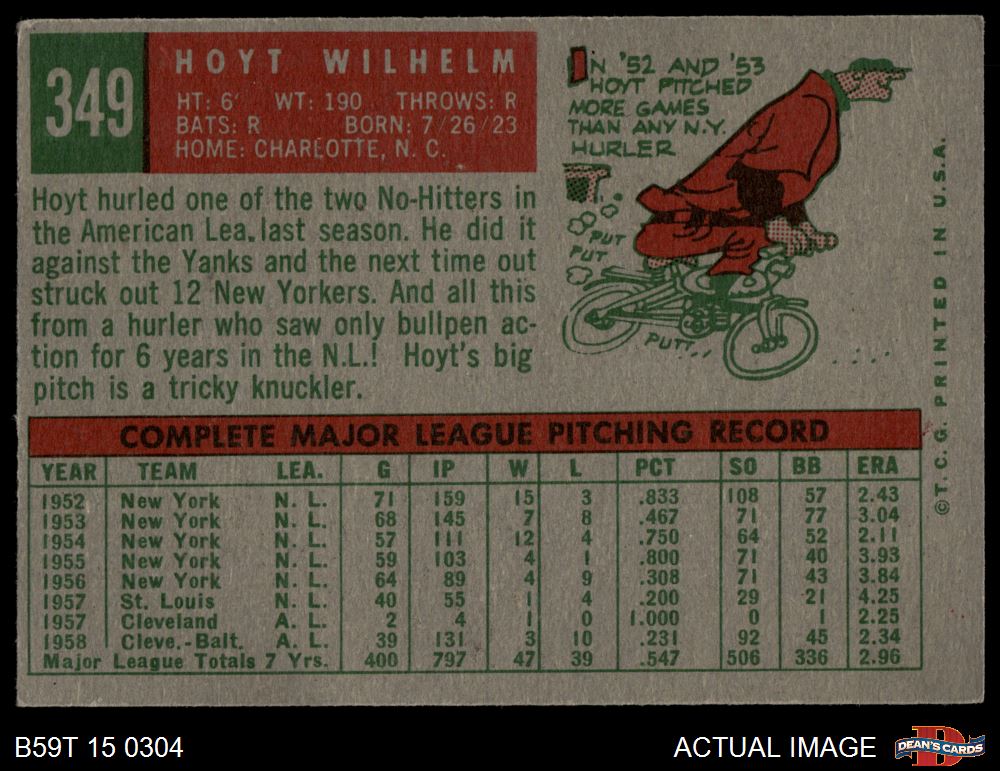 349
HOYT WILHELM
HT: 6' WT: 190 THROWS: R
BATS: R BORN: 7/26/23
HOME: CHARLOTTE, N. C.
Hoyt hurled one of the two No-Hitters in
the American Lea. last season. He did it
against the Yanks and the next time out
struck out 12 New Yorkers. And all this
from a hurler who saw only bullpen ac-
tion for 6 years in the N.L.! Hoyt's big
pitch is a tricky knuckler.
IN '52 AND '53
HOYT PITCHED
MORE GAMES
THAN ANY N.Y.
HURLER
PUT
PUT
PUTT...
COMPLETE MAJOR LEAGUE PITCHING RECORD
YEAR TEAM LEA. G IP W L PCT SO BB ERA
1952 New York N. L. 71 159 15 3 .833 108 57 2.43
1953 New York N. L. 68 145 7 8 .467 71 77 3.04
1954 New York N. L. 57 111 12 4 .750 64 52 2.11
1955 New York N. L. 59 103 4 1 .800 71 40 3.93
1956 New York N. L. 64 89 4 9 .308 71 43 3.84
1957 St. Louis N. L. 40 55 1 4 .200 29 21 4.25
1957 Cleveland A. L. 2 4 1 0 1.000 0 1 2.25
1958 Cleve.-Balt. A. L. 39 131 3 10 .231 92 45 2.34
Major League Totals 7 Yrs. 400 797 47 39 .547 506 336 2.96
©T. C. G. PRINTED IN U.S.A.
B59T 15 0304
ACTUAL IMAGE
D
DEAN'S CARDS